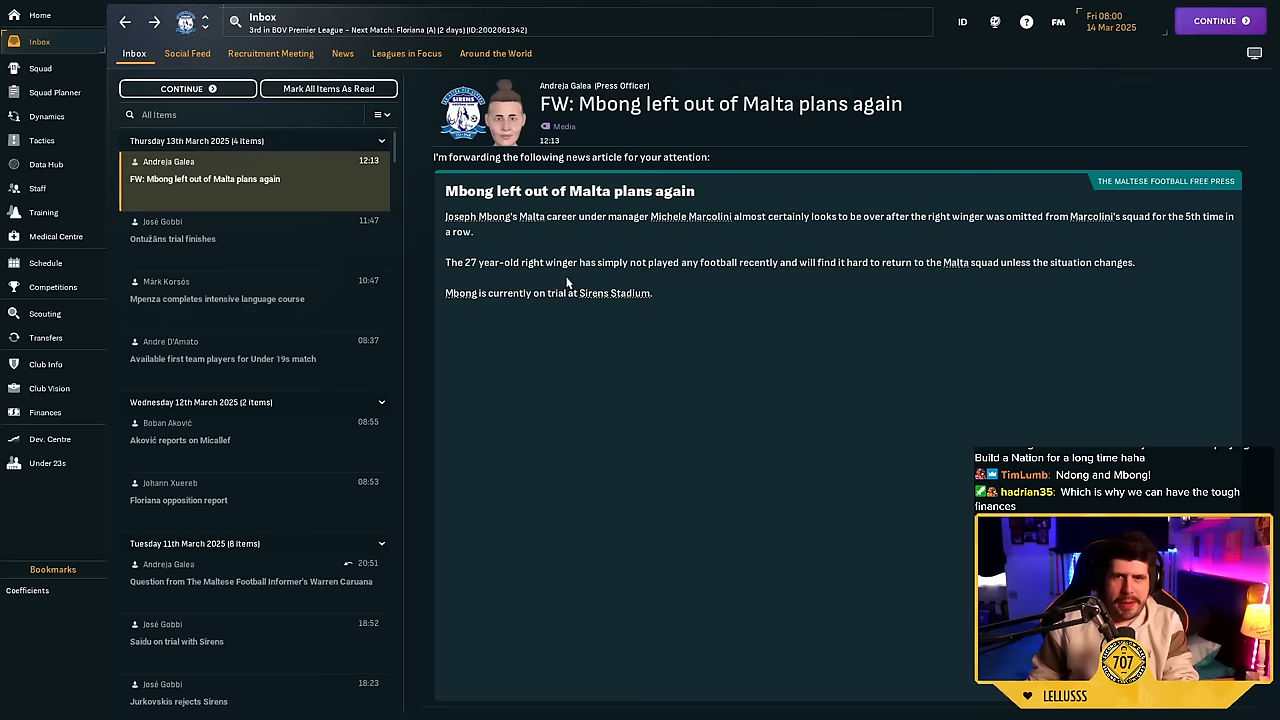 Home
Inbox
Squad
Squad Planner
Dynamics
Tactics
Data Hub
Staff
Training
Medical Centre
Schedule
Competitions
Scouting
Transfers
Club Info
Club Vision
Finances
Dev. Centre
Under 23s
Bookmarks
Coefficients
Inbox
3rd in BOV Premier League - Next Match: Floriana (A) (2 days) (ID:2002061342)
ID
FM
Fri 08:00
14 Mar 2025
CONTINUE
Inbox
Social Feed
Recruitment Meeting
News
Leagues in Focus
Around the World
CONTINUE
Mark All Items As Read
All Items
Thursday 13th March 2025 (4 items)
Andreja Galea 12:13
FW: Mbong left out of Malta plans again
José Gobbi 11:47
Ontužāns trial finishes
Márk Korsós 10:47
Mpenza completes intensive language course
Andre D'Amato 08:37
Available first team players for Under 19s match
Wednesday 12th March 2025 (2 items)
Boban Aković 08:55
Aković reports on Micallef
Johann Xuereb 08:53
Floriana opposition report
Tuesday 11th March 2025 (6 items)
Andreja Galea 20:51
Question from The Maltese Football Informer's Warren Caruana
José Gobbi 18:52
Saidu on trial with Sirens
José Gobbi 18:23
Jurkovskis rejects Sirens
SIRENS
Andreja Galea (Press Officer)
FW: Mbong left out of Malta plans again
Media
12:13
I'm forwarding the following news article for your attention:
THE MALTESE FOOTBALL FREE PRESS
Mbong left out of Malta plans again
Joseph Mbong's Malta career under manager Michele Marcolini almost certainly looks to be over after the right winger was omitted from Marcolini's squad for the 5th time in
a row.
The 27 year-old right winger has simply not played any football recently and will find it hard to return to the Malta squad unless the situation changes.
Mbong is currently on trial at Sirens Stadium.
Build a Nation for a long time haha
TimLumb: Ndong and Mbong!
hadrian35: Which is why we can have the tough
finances
707
LELLUSSS